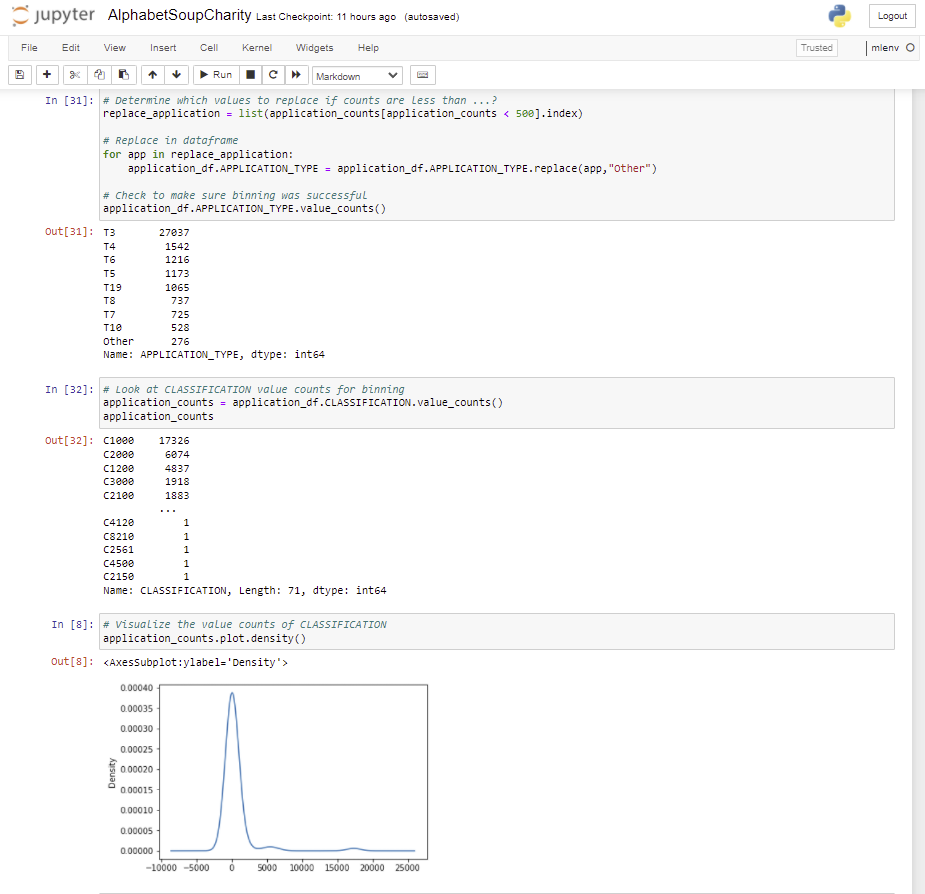 jupyter AlphabetSoupCharity Last Checkpoint: 11 hours ago (autosaved) Logout
File Edit View Insert Cell Kernel Widgets Help Trusted mlenv
Run Markdown
In [31]: # Determine which values to replace if counts are less than ...?
replace_application = list(application_counts[application_counts < 500].index)
# Replace in dataframe
for app in replace_application:
application_df.APPLICATION_TYPE = application_df.APPLICATION_TYPE.replace(app,"Other")
# Check to make sure binning was successful
application_df.APPLICATION_TYPE.value_counts()
Out[31]: T3 27037
T4 1542
T6 1216
T5 1173
T19 1065
T8 737
T7 725
T10 528
Other 276
Name: APPLICATION_TYPE, dtype: int64
In [32]: # Look at CLASSIFICATION value counts for binning
application_counts = application_df.CLASSIFICATION.value_counts()
application_counts
Out[32]: C1000 17326
C2000 6074
C1200 4837
C3000 1918
C2100 1883
...
C4120 1
C8210 1
C2561 1
C4500 1
C2150 1
Name: CLASSIFICATION, Length: 71, dtype: int64
In [8]: # Visualize the value counts of CLASSIFICATION
application_counts.plot.density()
Out[8]: <AxesSubplot:ylabel='Density'>
0.00040
0.00035
0.00030
0.00025
0.00020
0.00015
0.00010
0.00005
0.00000
Density
−10000 −5000 0 5000 10000 15000 20000 25000